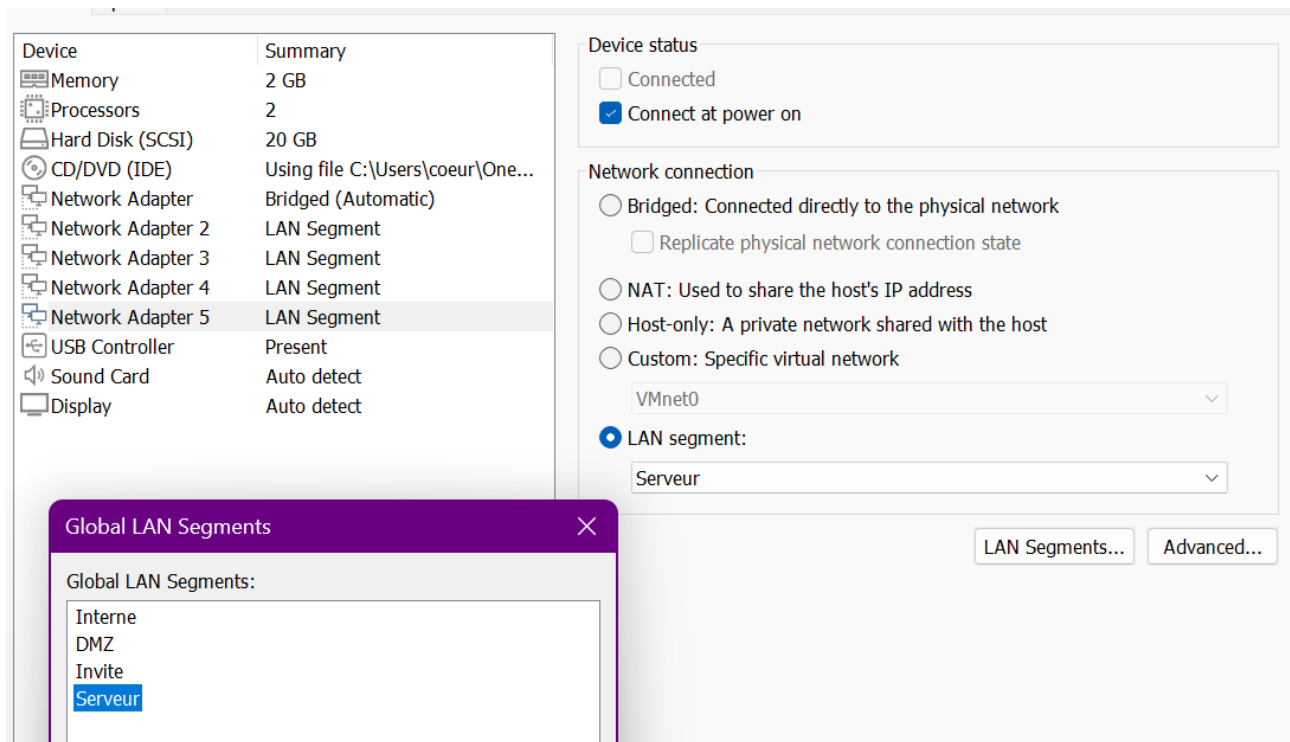 Device Summary
Memory 2 GB
Processors 2
Hard Disk (SCSI) 20 GB
CD/DVD (IDE) Using file C:\Users\coeur\One...
Network Adapter Bridged (Automatic)
Network Adapter 2 LAN Segment
Network Adapter 3 LAN Segment
Network Adapter 4 LAN Segment
Network Adapter 5 LAN Segment
USB Controller Present
Sound Card Auto detect
Display Auto detect
Device status
Connected
Connect at power on
Network connection
Bridged: Connected directly to the physical network
Replicate physical network connection state
NAT: Used to share the host's IP address
Host-only: A private network shared with the host
Custom: Specific virtual network
VMnet0
LAN segment:
Serveur
LAN Segments... Advanced...
Global LAN Segments
Global LAN Segments:
Interne
DMZ
Invite
Serveur